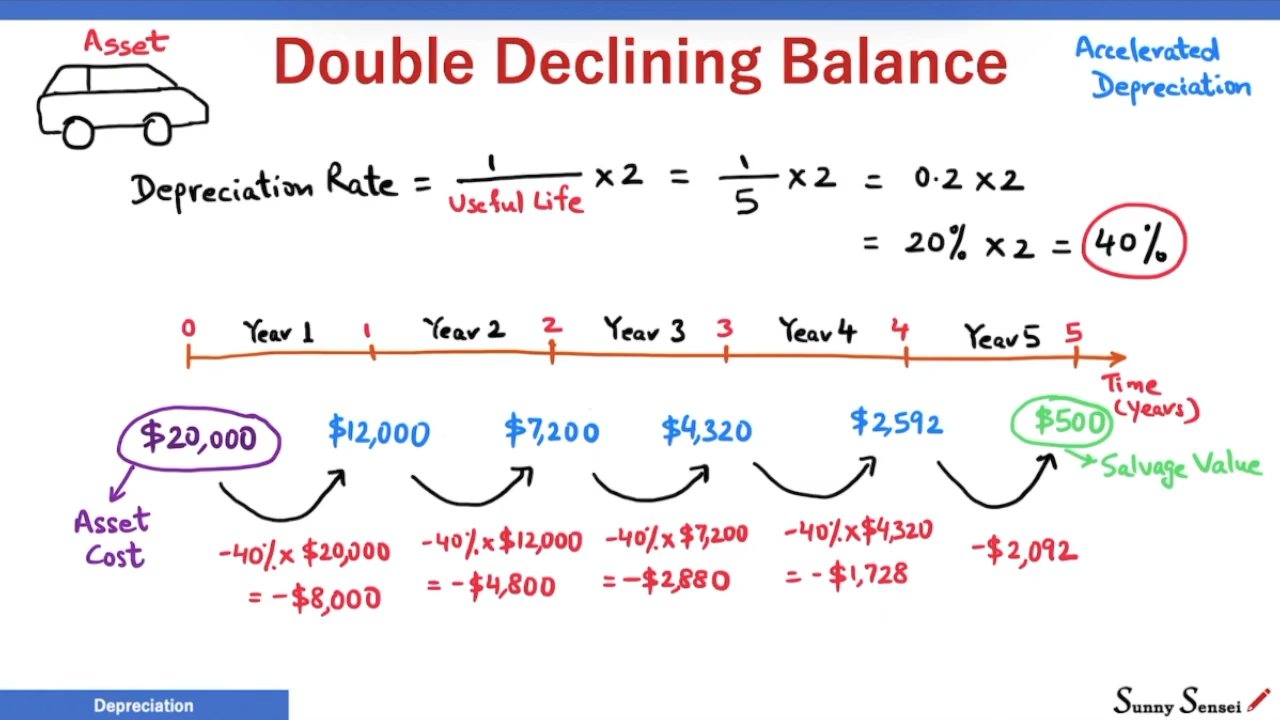 Asset
Double Declining Balance
Accelerated
Depreciation
Depreciation Rate = 1 / Useful Life × 2 = 1 / 5 × 2 = 0.2 × 2
= 20% × 2 = 40%
0 Year 1 1 Year 2 2 Year 3 3 Year 4 4 Year 5 5
Time
(Years)
$20,000 $12,000 $7,200 $4,320 $2,592 $500
Salvage Value
Asset
Cost
-40% × $20,000
= -$8,000
-40% × $12,000
= -$4,800
-40% × $7,200
= -$2,880
-40% × $4,320
= -$1,728
-$2,092
Depreciation
Sunny Sensei